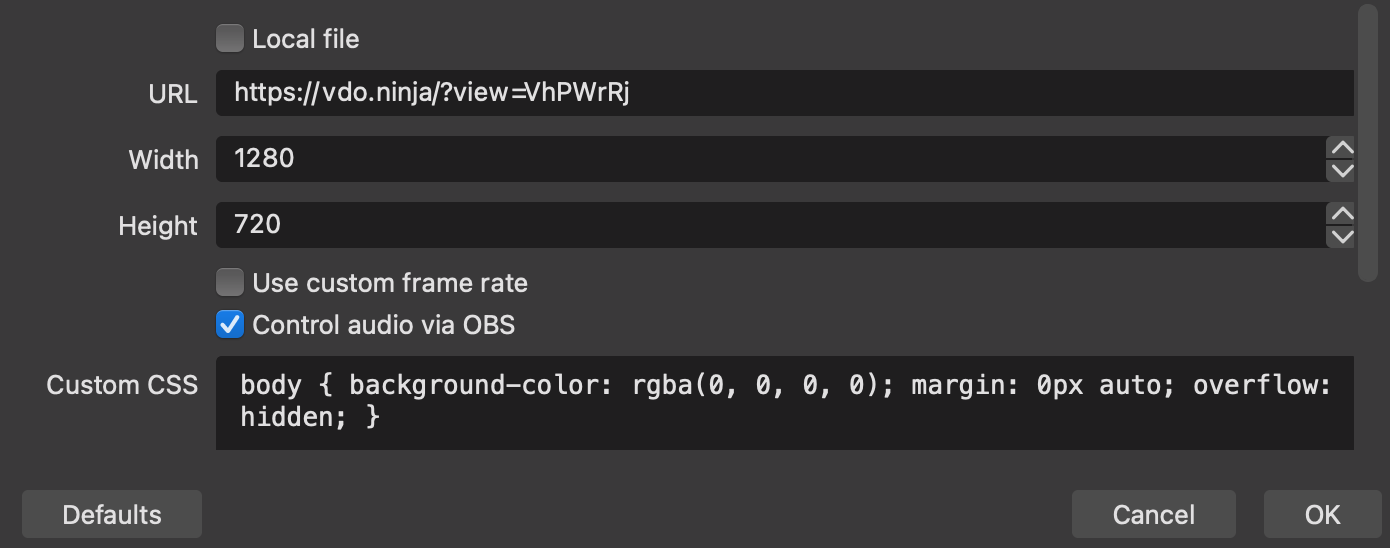 Local file
URL https://vdo.ninja/?view=VhPWrRj
Width 1280
Height 720
Use custom frame rate
Control audio via OBS
Custom CSS body { background-color: rgba(0, 0, 0, 0); margin: 0px auto; overflow:
hidden; }
Defaults Cancel OK